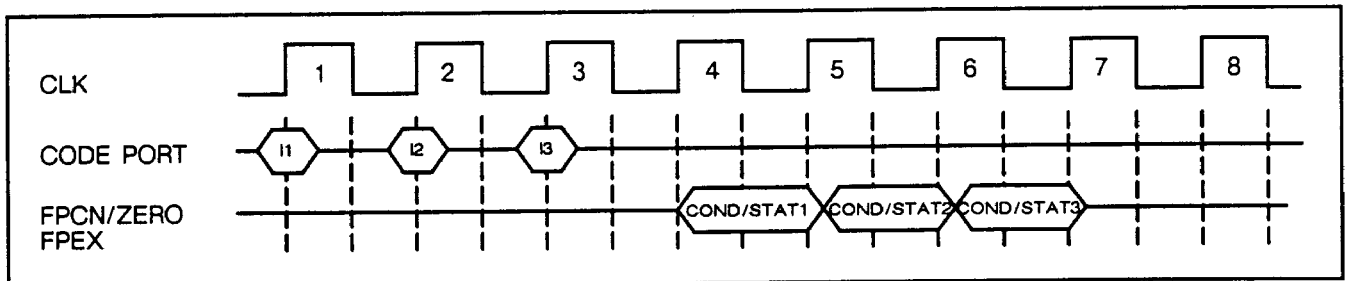 CLK 1 2 3 4 5 6 7 8
CODE PORT I1 I2 I3
FPCN/ZERO COND/STAT1 COND/STAT2 COND/STAT3
FPEX